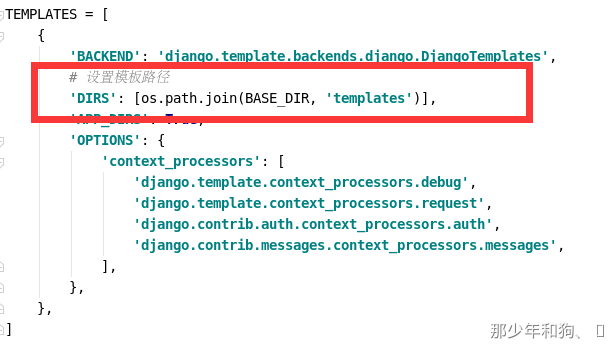 TEMPLATES = [
{
'BACKEND': 'django.template.backends.django.DjangoTemplates',
# 设置模板路径
'DIRS': [os.path.join(BASE_DIR, 'templates')],
'APP_DIRS': True,
'OPTIONS': {
'context_processors': [
'django.template.context_processors.debug',
'django.template.context_processors.request',
'django.contrib.auth.context_processors.auth',
'django.contrib.messages.context_processors.messages',
],
},
},
]
那少年和狗、